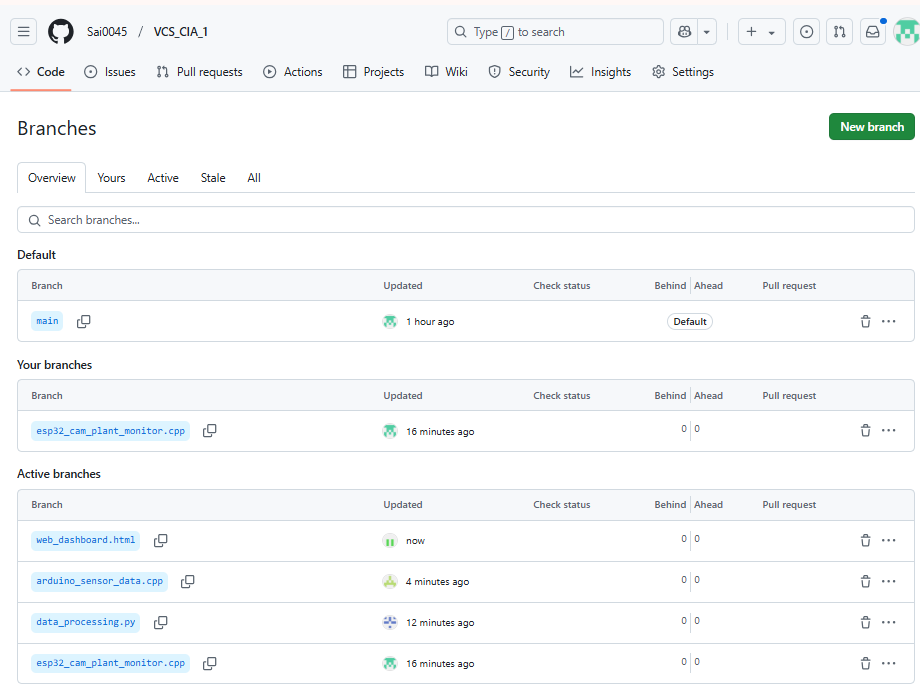 Sai0045 / VCS_CIA_1 Type / to search
Code Issues Pull requests Actions Projects Wiki Security Insights Settings
Branches New branch
Overview Yours Active Stale All
Search branches...
Default
Branch Updated Check status Behind Ahead Pull request
main 1 hour ago Default
Your branches
Branch Updated Check status Behind Ahead Pull request
esp32_cam_plant_monitor.cpp 16 minutes ago 0 0
Active branches
Branch Updated Check status Behind Ahead Pull request
web_dashboard.html now 0 0
arduino_sensor_data.cpp 4 minutes ago 0 0
data_processing.py 12 minutes ago 0 0
esp32_cam_plant_monitor.cpp 16 minutes ago 0 0